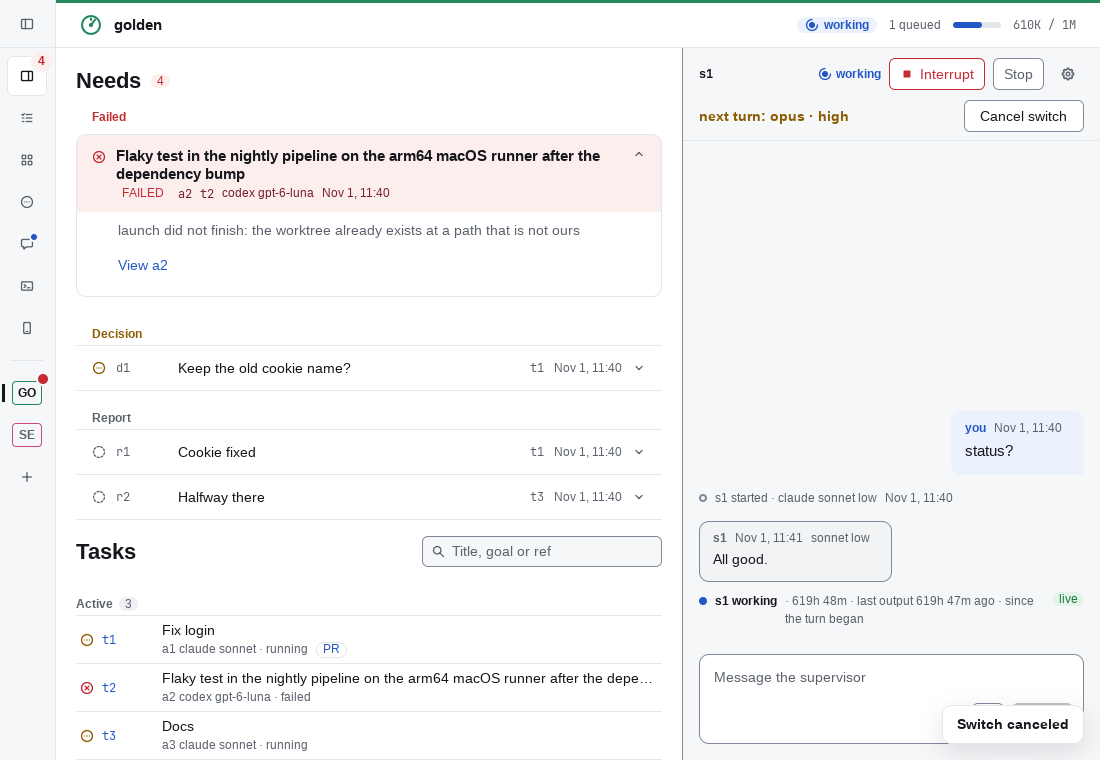 golden
working
1 queued
610K / 1M
4
GO
SE
Needs 4
Failed
Flaky test in the nightly pipeline on the arm64 macOS runner after the
dependency bump
FAILED a2 t2 codex gpt-6-luna Nov 1, 11:40
launch did not finish: the worktree already exists at a path that is not ours
View a2
Decision
d1 Keep the old cookie name? t1 Nov 1, 11:40
Report
r1 Cookie fixed t1 Nov 1, 11:40
r2 Halfway there t3 Nov 1, 11:40
Tasks
Title, goal or ref
Active 3
t1 Fix login
a1 claude sonnet · running PR
t2 Flaky test in the nightly pipeline on the arm64 macOS runner after the depe…
a2 codex gpt-6-luna · failed
t3 Docs
a3 claude sonnet · running
s1 working Interrupt Stop
next turn: opus · high Cancel switch
you Nov 1, 11:40
status?
s1 started · claude sonnet low Nov 1, 11:40
s1 Nov 1, 11:41 sonnet low
All good.
s1 working · 619h 48m · last output 619h 47m ago · since
the turn began
live
Message the supervisor
Switch canceled